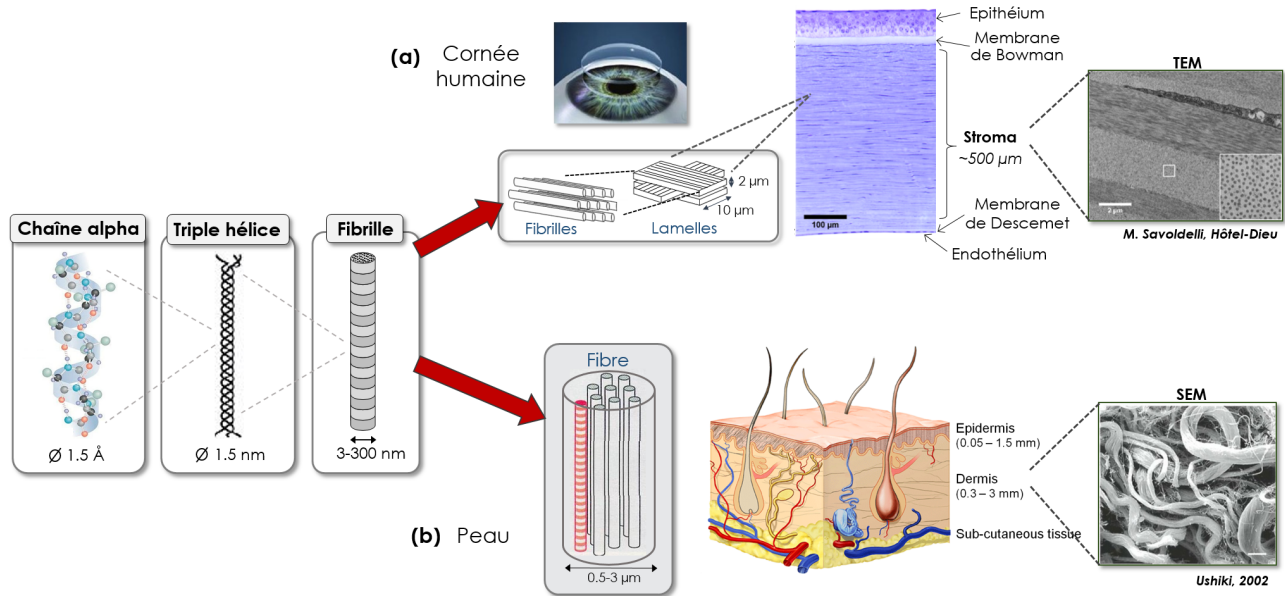 (a) Cornée
humaine
Epithéium
Membrane
de Bowman
Stroma
~500 µm
Membrane
de Descemet
Endothélium
100 µm
TEM
2 µm
M. Savoldelli, Hôtel-Dieu
Fibrilles
Lamelles
2 µm
10 µm
Chaîne alpha
Ø 1.5 Å
Triple hélice
Ø 1.5 nm
Fibrille
3-300 nm
(b) Peau
Fibre
0.5-3 µm
Epidermis
(0.05 – 1.5 mm)
Dermis
(0.3 – 3 mm)
Sub-cutaneous tissue
SEM
Ushiki, 2002